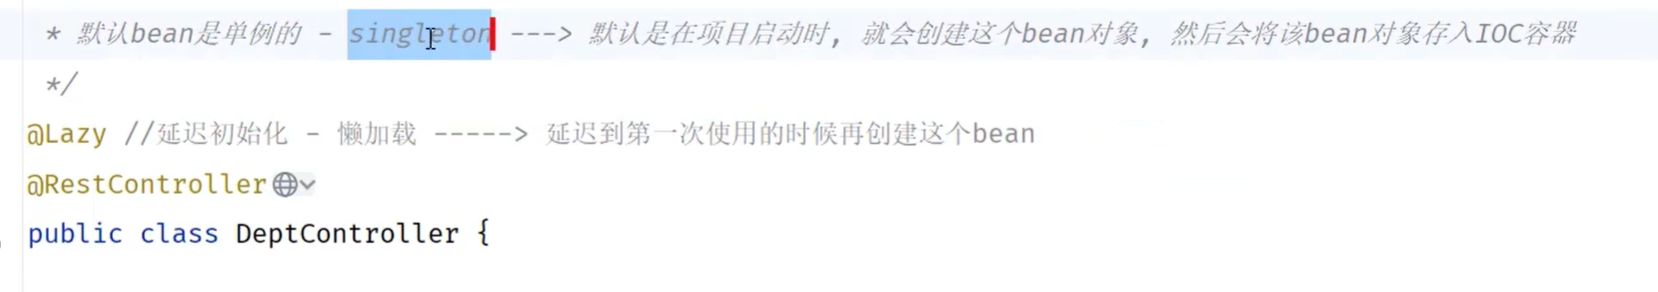 * 默认bean是单例的 - singleton ---> 默认是在项目启动时, 就会创建这个bean对象, 然后会将该bean对象存入IOC容器
*/
@Lazy //延迟初始化 - 懒加载 -----> 延迟到第一次使用的时候再创建这个bean
@RestController
public class DeptController {